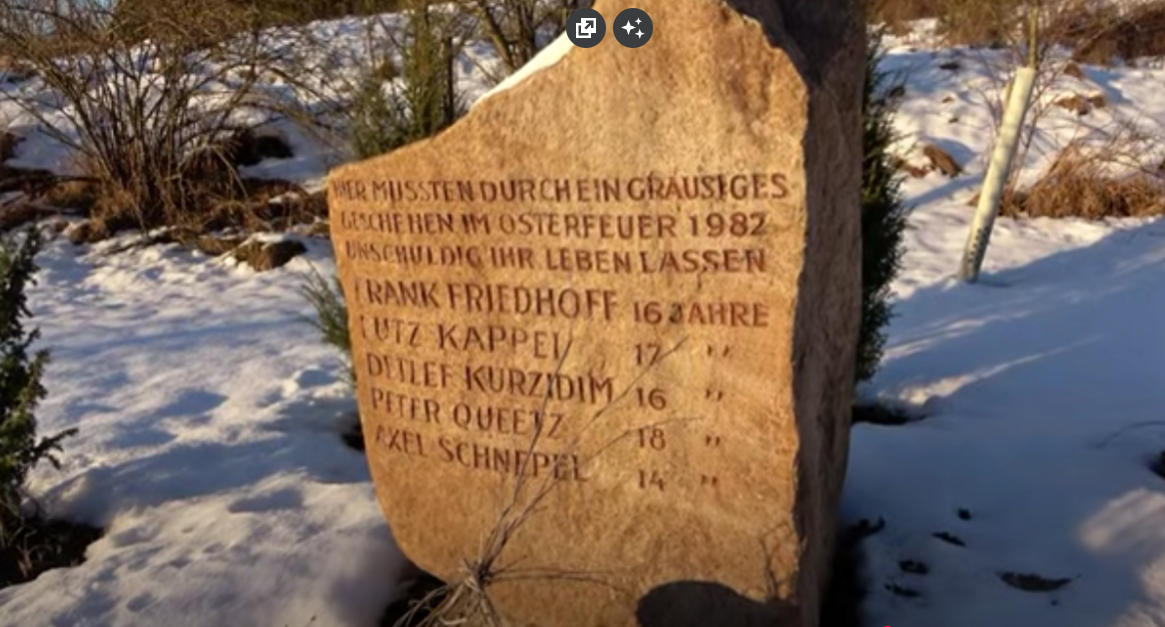 HIER MUSSTEN DURCH EIN GRAUSIGES
GESCHEHEN IM OSTERFEUER 1982
UNSCHULDIG IHR LEBEN LASSEN
FRANK FRIEDHOFF 16 JAHRE
LUTZ KAPPEL 17 "
DETLEF KURZIDIM 16 "
PETER QUEETZ 18 "
AXEL SCHNEPEL 14 "